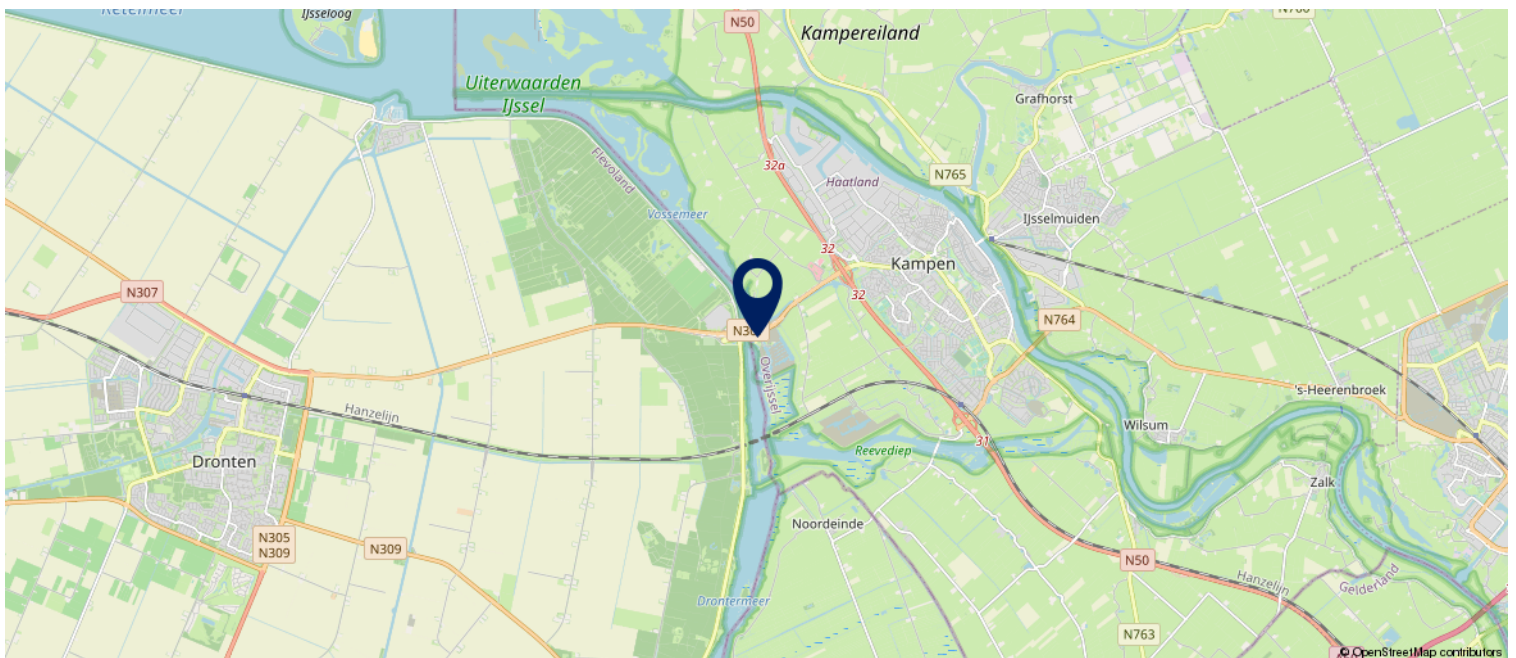 Ketelmeer
IJsseloog
N50
Kampereiland
Uiterwaarden
IJssel
Grafhorst
Flevoland
32a
Haatland
N765
Vossemeer
IJsselmuiden
32
Kampen
N307
32
N764
Overijssel
's-Heerenbroek
Hanzelijn
Wilsum
31
Reevediep
Dronten
Zalk
Noordeinde
N305
N309
N309
N50
Hanzelijn
Gelderland
Drontermeer
N763
© OpenStreetMap contributors